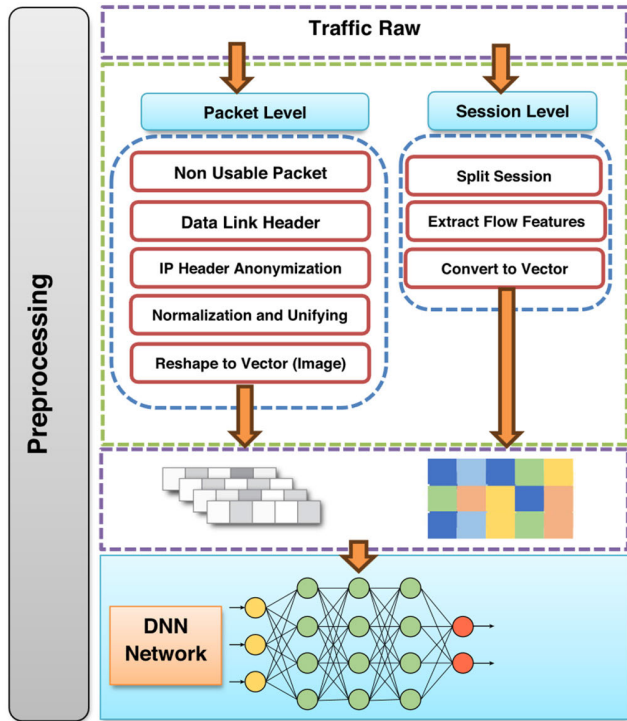 Traffic Raw
Packet Level
Non Usable Packet
Data Link Header
IP Header Anonymization
Normalization and Unifying
Reshape to Vector (Image)
Session Level
Split Session
Extract Flow Features
Convert to Vector
Preprocessing
DNN
Network